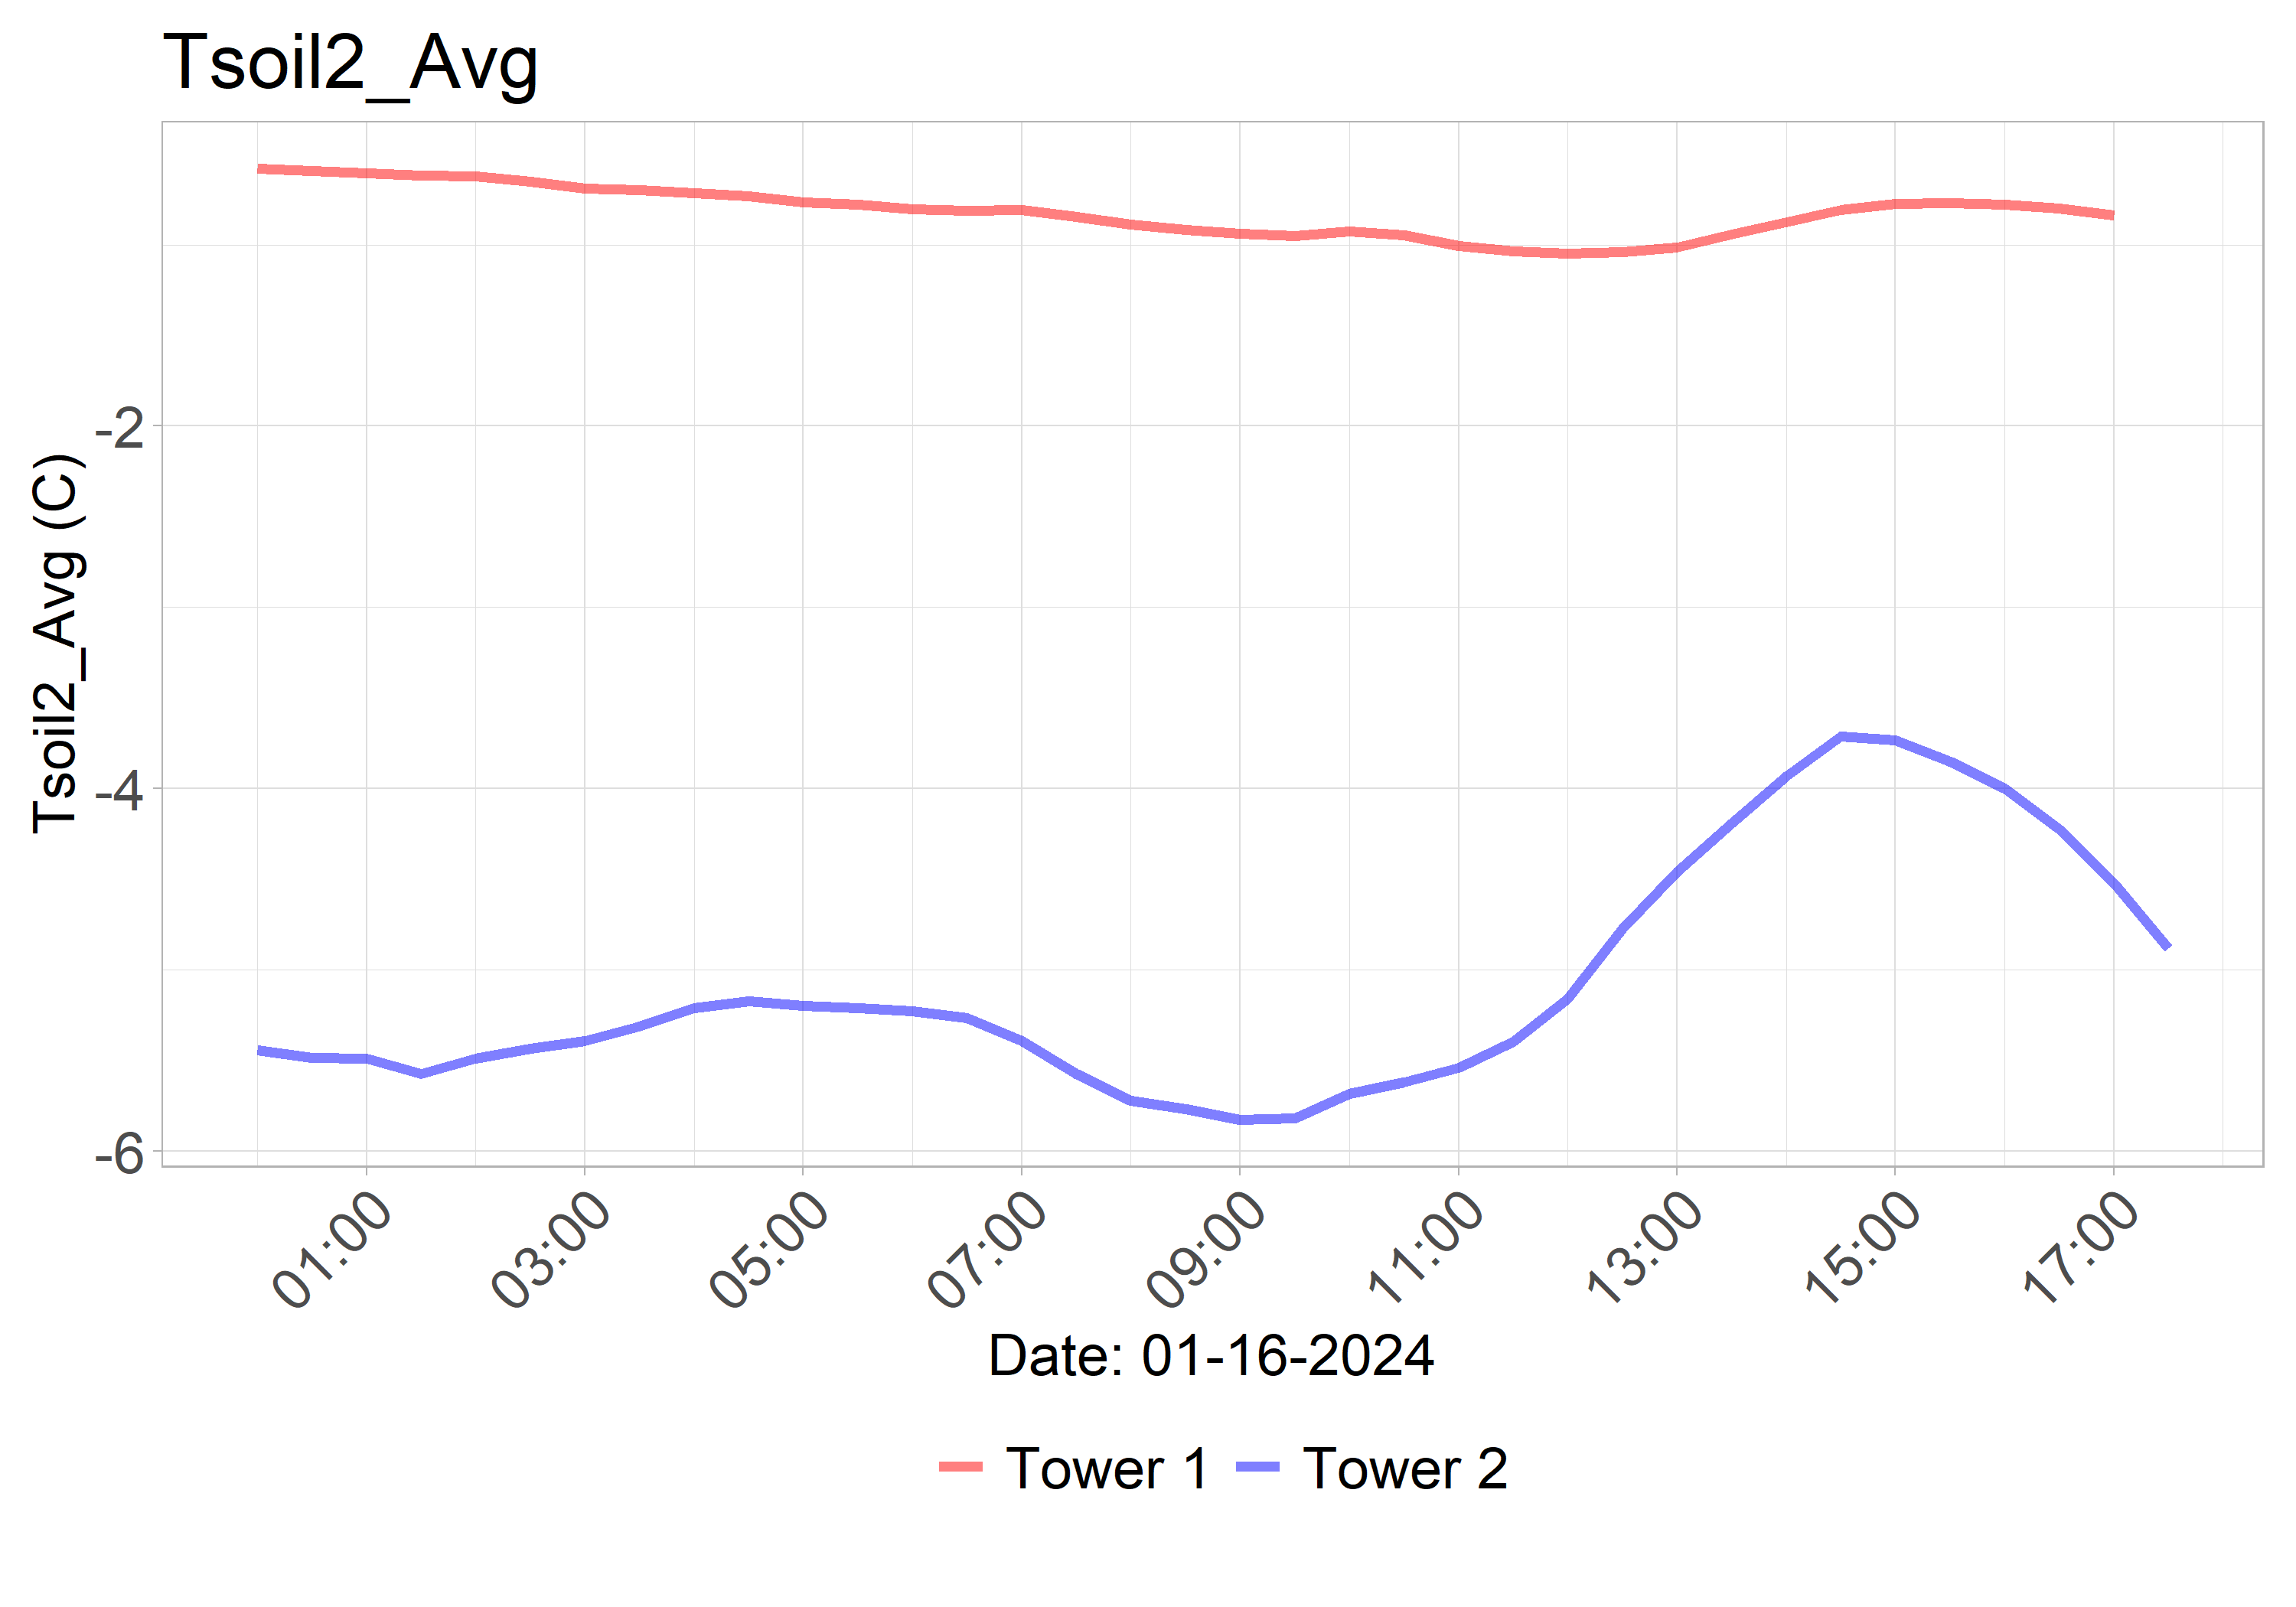 Tsoil2_Avg
Tsoil2_Avg (C)
-2
-4
-6
01:00 03:00 05:00 07:00 09:00 11:00 13:00 15:00 17:00
Date: 01-16-2024
Tower 1 Tower 2